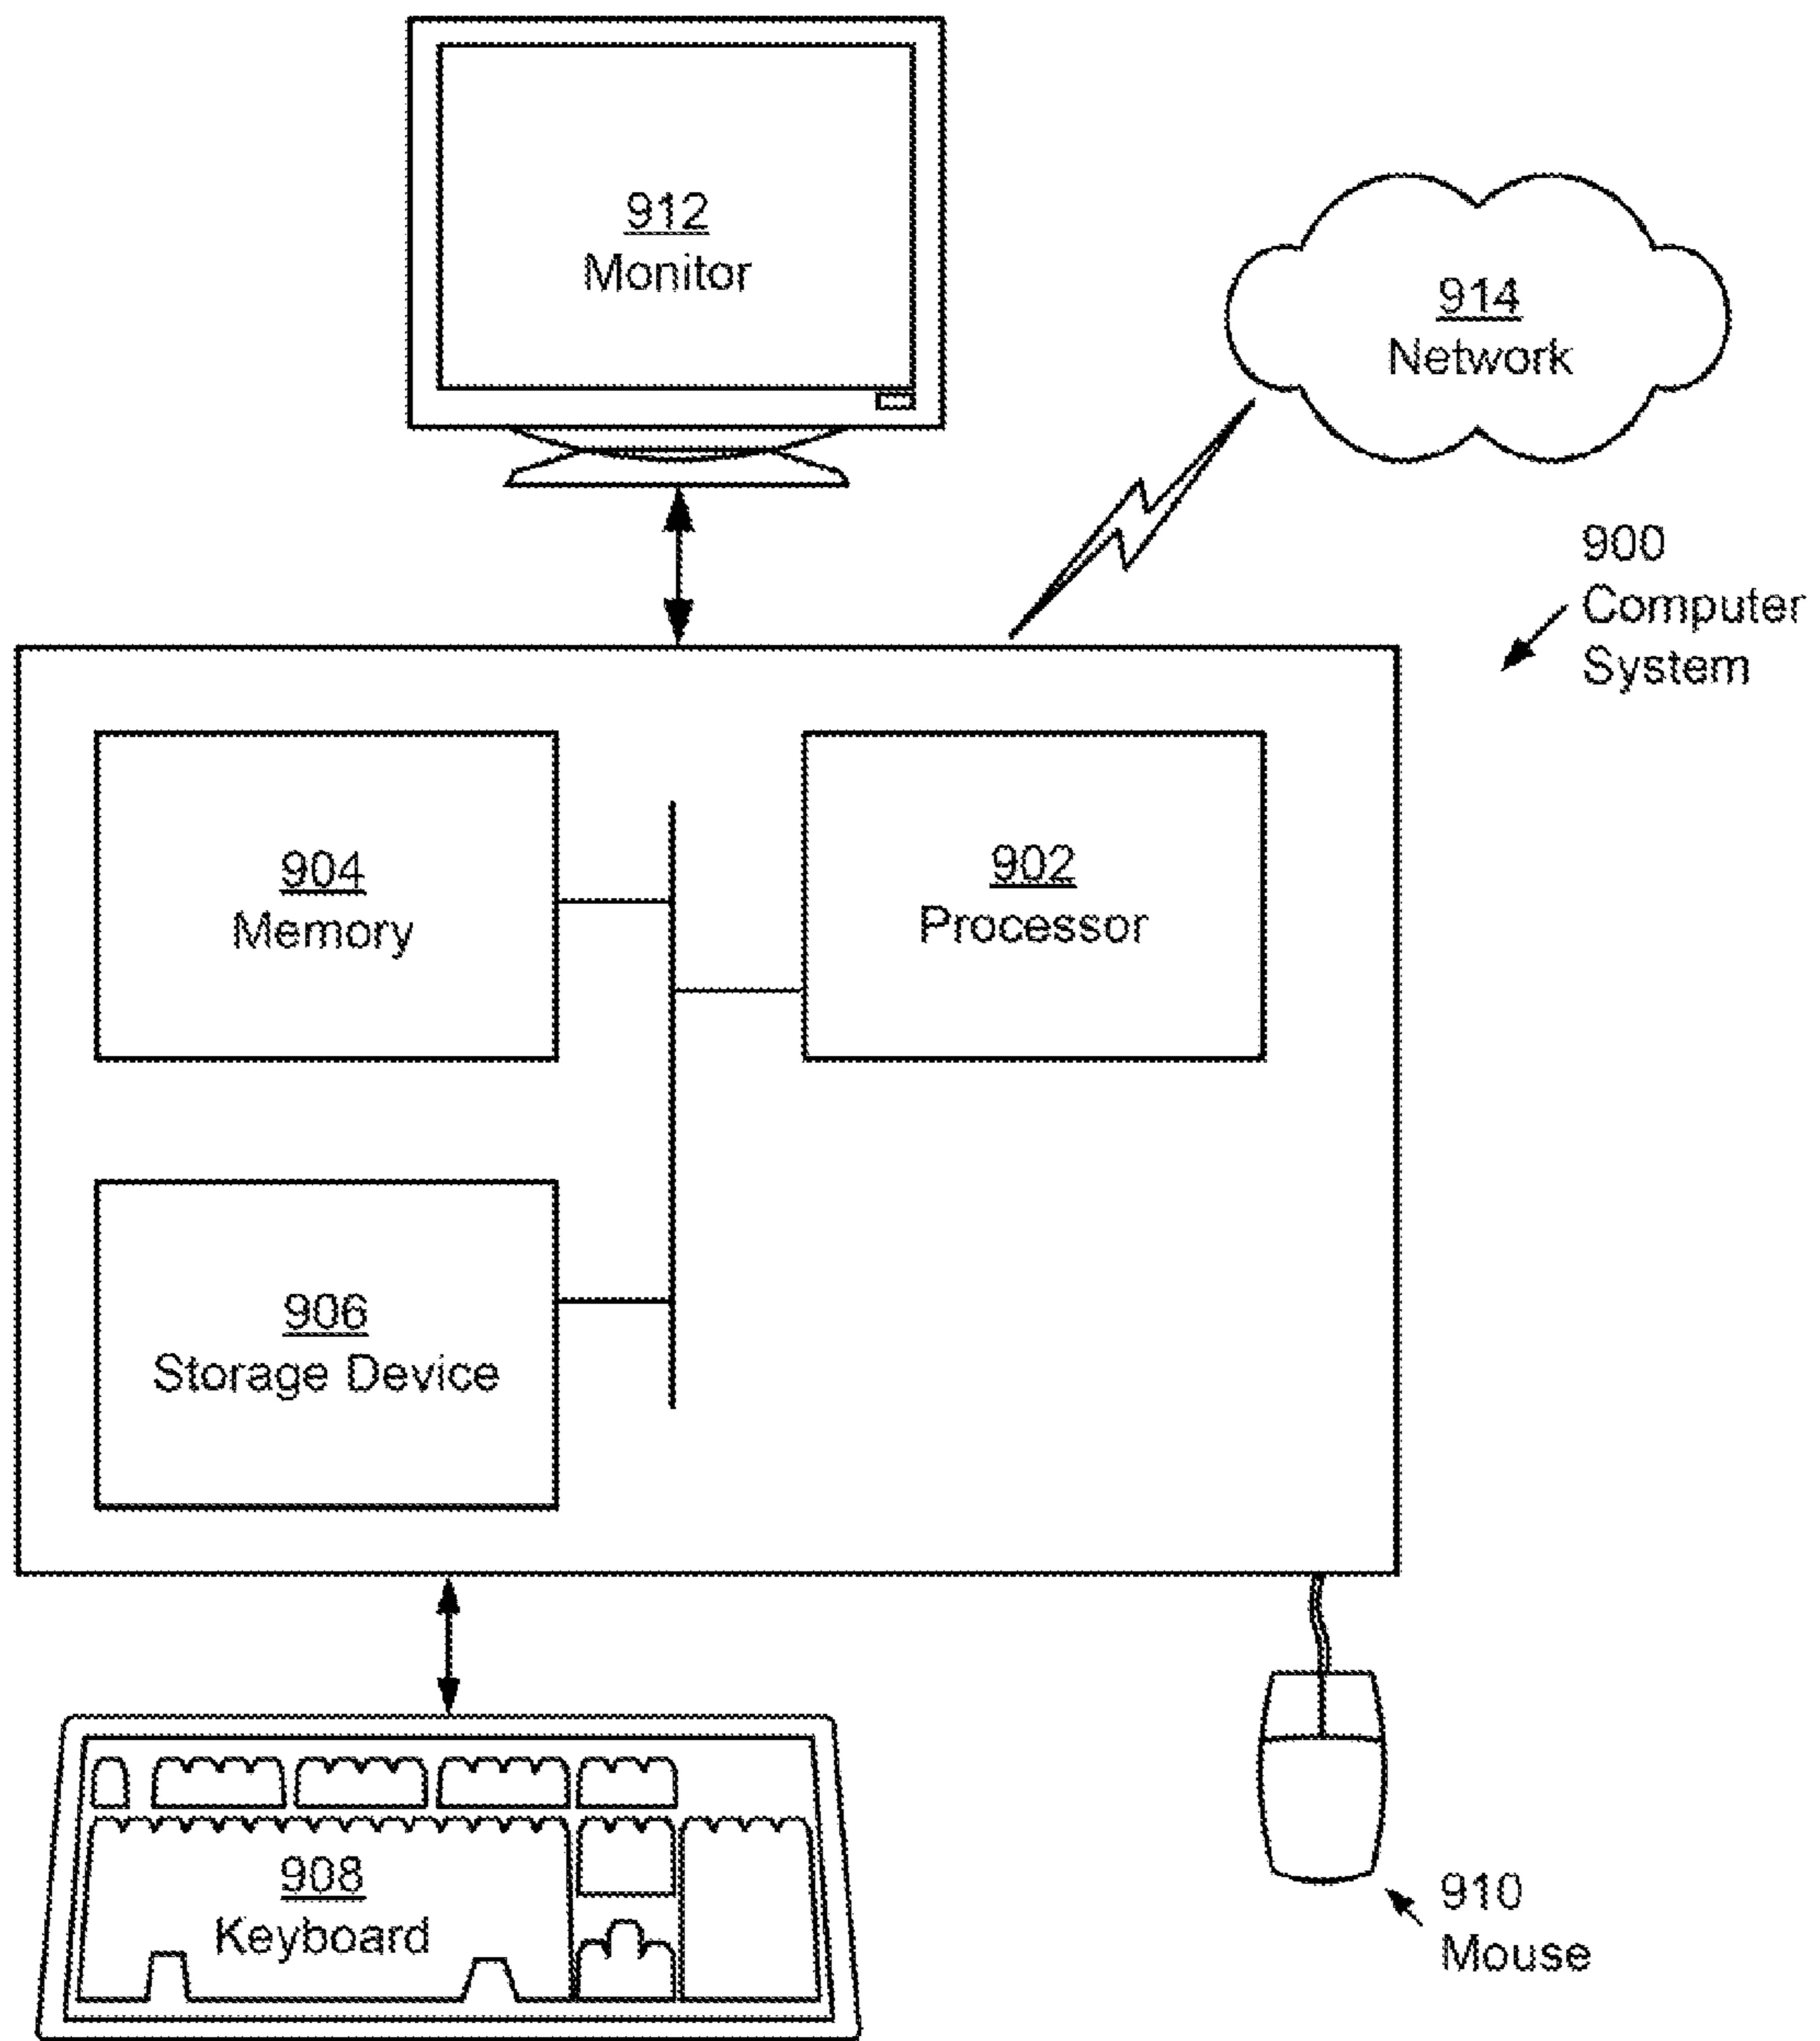 912
Monitor
914
Network
900
Computer
System
904
Memory
902
Processor
906
Storage Device
908
Keyboard
910
Mouse